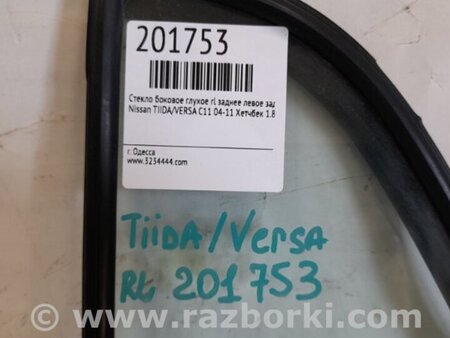 201753
Стекло боковое глухое rl заднее левое зад
Nissan TIIDA/VERSA C11 04-11 Хетчбек 1.8
г. Одесса
www.3234444.com
TiiDA/Versa
RL 201753
www.razborki.com